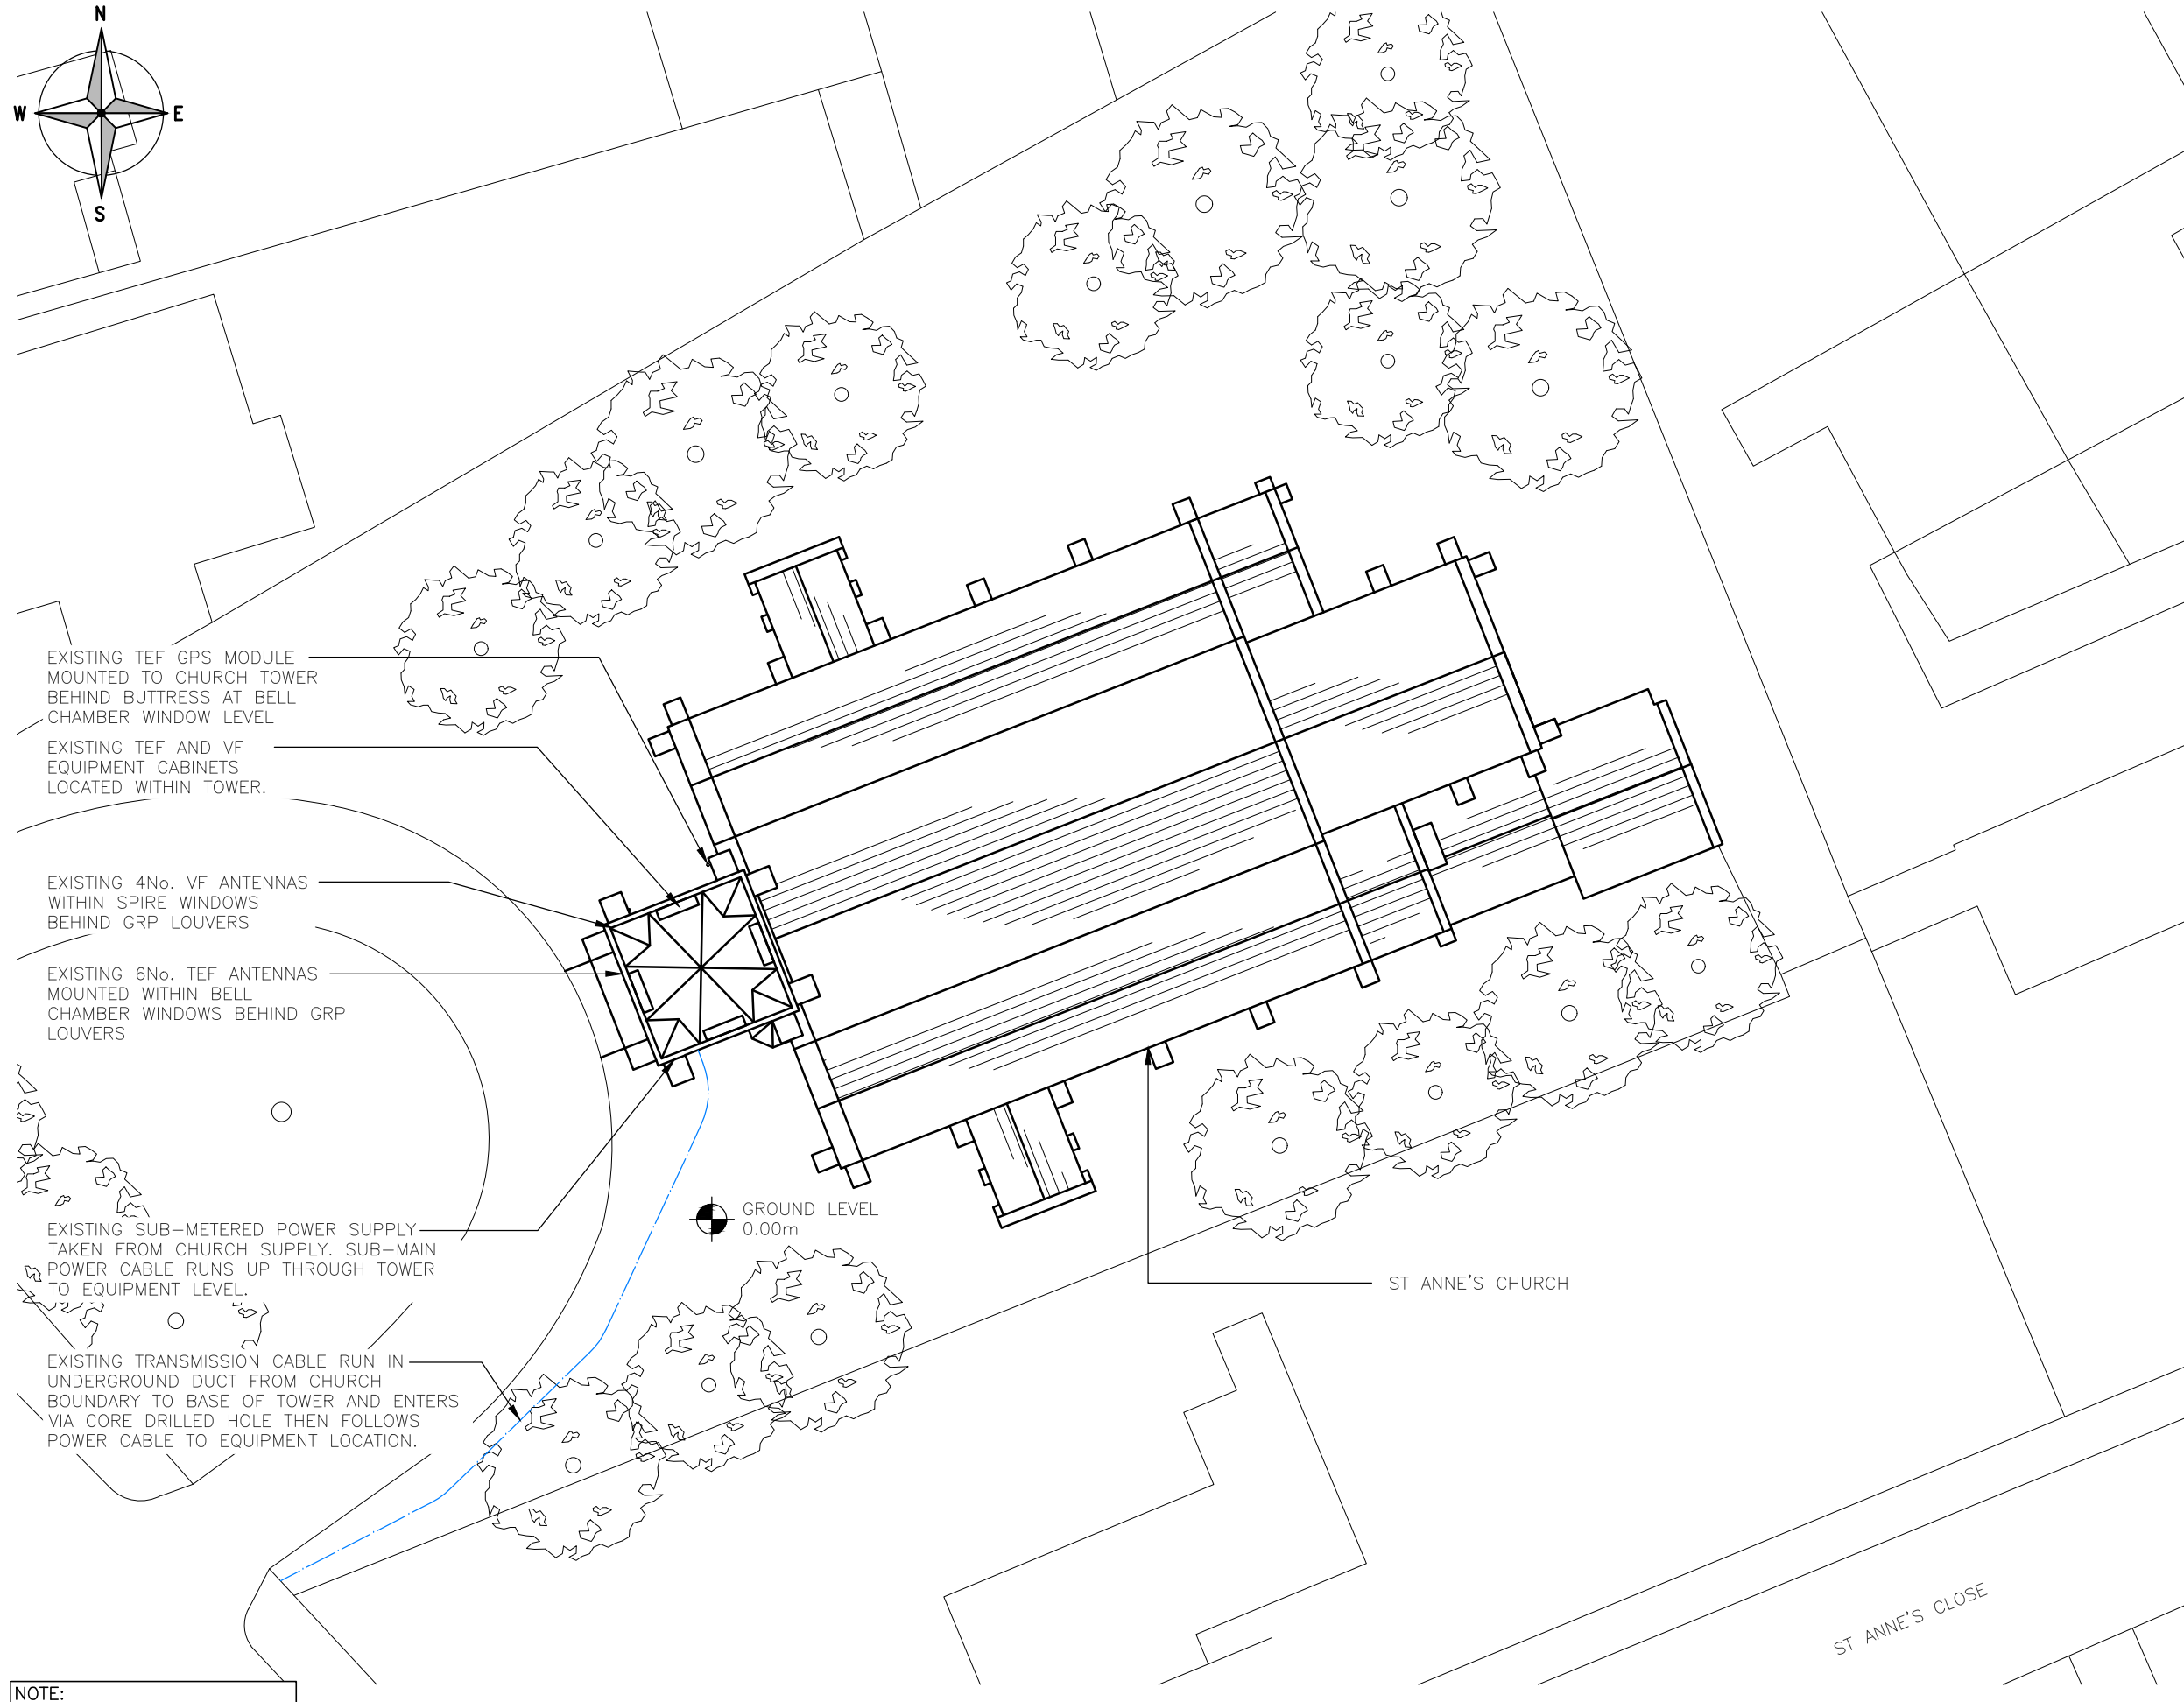 N
W
E
S
EXISTING TEF GPS MODULE
MOUNTED TO CHURCH TOWER
BEHIND BUTTRESS AT BELL
CHAMBER WINDOW LEVEL
EXISTING TEF AND VF
EQUIPMENT CABINETS
LOCATED WITHIN TOWER.
EXISTING 4No. VF ANTENNAS
WITHIN SPIRE WINDOWS
BEHIND GRP LOUVERS
EXISTING 6No. TEF ANTENNAS
MOUNTED WITHIN BELL
CHAMBER WINDOWS BEHIND GRP
LOUVERS
EXISTING SUB-METERED POWER SUPPLY
TAKEN FROM CHURCH SUPPLY. SUB-MAIN
POWER CABLE RUNS UP THROUGH TOWER
TO EQUIPMENT LEVEL.
GROUND LEVEL
0.00m
ST ANNE'S CHURCH
EXISTING TRANSMISSION CABLE RUN IN
UNDERGROUND DUCT FROM CHURCH
BOUNDARY TO BASE OF TOWER AND ENTERS
VIA CORE DRILLED HOLE THEN FOLLOWS
POWER CABLE TO EQUIPMENT LOCATION.
ST ANNE'S CLOSE
NOTE: